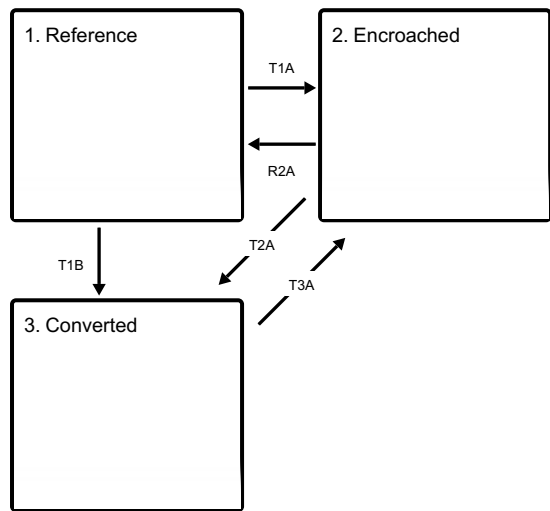 1. Reference
2. Encroached
T1A
R2A
T2A
T1B
T3A
3. Converted